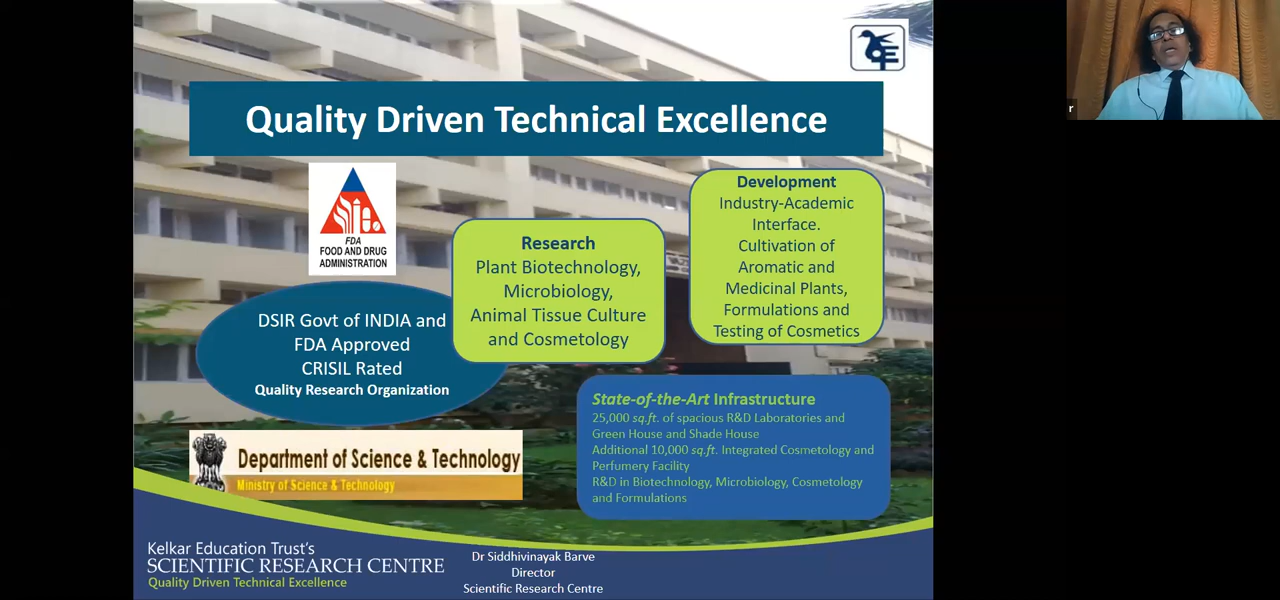 Quality Driven Technical Excellence
FDA
FOOD AND DRUG
ADMINISTRATION
DSIR Govt of INDIA and
FDA Approved
CRISIL Rated
Quality Research Organization
Research
Plant Biotechnology,
Microbiology,
Animal Tissue Culture
and Cosmetology
Development
Industry-Academic
Interface.
Cultivation of
Aromatic and
Medicinal Plants,
Formulations and
Testing of Cosmetics
State-of-the-Art Infrastructure
25,000 sq.ft. of spacious R&D Laboratories and
Green House and Shade House
Additional 10,000 sq.ft. Integrated Cosmetology and
Perfumery Facility
R&D in Biotechnology, Microbiology, Cosmetology
and Formulations
Department of Science & Technology
Ministry of Science & Technology
Kelkar Education Trust's
SCIENTIFIC RESEARCH CENTRE
Quality Driven Technical Excellence
Dr Siddhivinayak Barve
Director
Scientific Research Centre
r